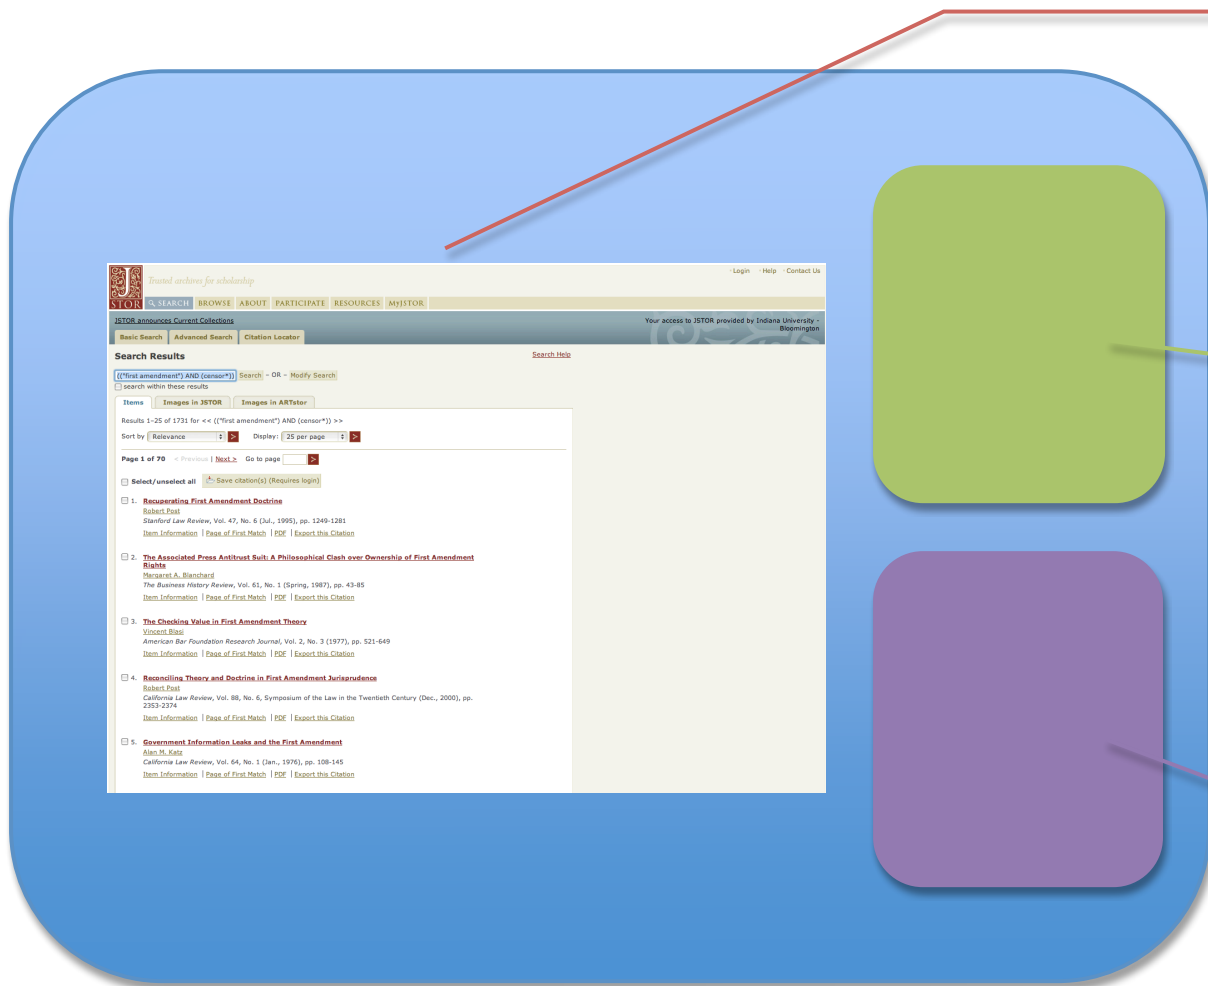 J
STOR
Trusted archives for scholarship
Login Help Contact Us
SEARCH BROWSE ABOUT PARTICIPATE RESOURCES MyJSTOR
JSTOR announces Current Collections
Your access to JSTOR provided by Indiana University -
Bloomington
Basic Search Advanced Search Citation Locator
Search Results
Search Help
(("first amendment") AND (censor*)) Search - OR - Modify Search
search within these results
Items Images in JSTOR Images in ARTstor
Results 1-25 of 1731 for << (("first amendment") AND (censor*)) >>
Sort by Relevance > Display: 25 per page >
Page 1 of 70 < Previous | Next > Go to page >
Select/unselect all Save citation(s) (Requires login)
1. Recuperating First Amendment Doctrine
Robert Post
Stanford Law Review, Vol. 47, No. 6 (Jul., 1995), pp. 1249-1281
Item Information | Page of First Match | PDF | Export this Citation
2. The Associated Press Antitrust Suit: A Philosophical Clash over Ownership of First Amendment
Rights
Margaret A. Blanchard
The Business History Review, Vol. 61, No. 1 (Spring, 1987), pp. 43-85
Item Information | Page of First Match | PDF | Export this Citation
3. The Checking Value in First Amendment Theory
Vincent Blasi
American Bar Foundation Research Journal, Vol. 2, No. 3 (1977), pp. 521-649
Item Information | Page of First Match | PDF | Export this Citation
4. Reconciling Theory and Doctrine in First Amendment Jurisprudence
Robert Post
California Law Review, Vol. 88, No. 6, Symposium of the Law in the Twentieth Century (Dec., 2000), pp.
2353-2374
Item Information | Page of First Match | PDF | Export this Citation
5. Government Information Leaks and the First Amendment
Alan M. Katz
California Law Review, Vol. 64, No. 1 (Jan., 1976), pp. 108-145
Item Information | Page of First Match | PDF | Export this Citation